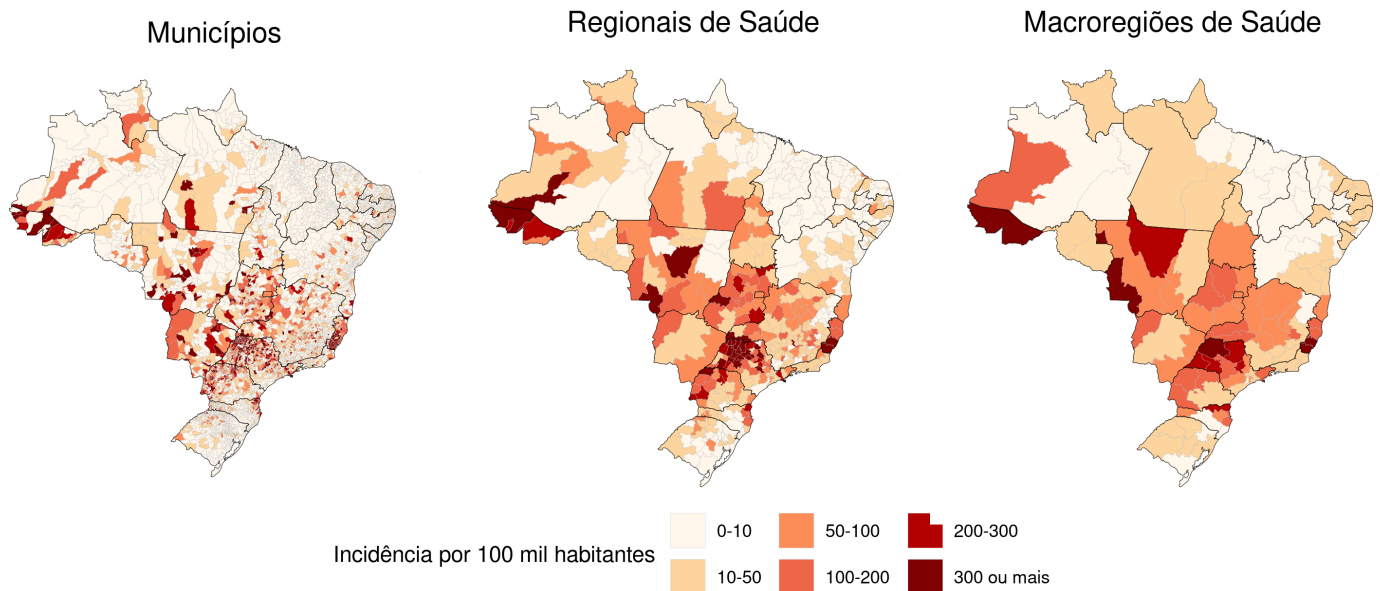 Municípios
Regionais de Saúde
Macroregiões de Saúde
Incidência por 100 mil habitantes
0-10
50-100
200-300
10-50
100-200
300 ou mais